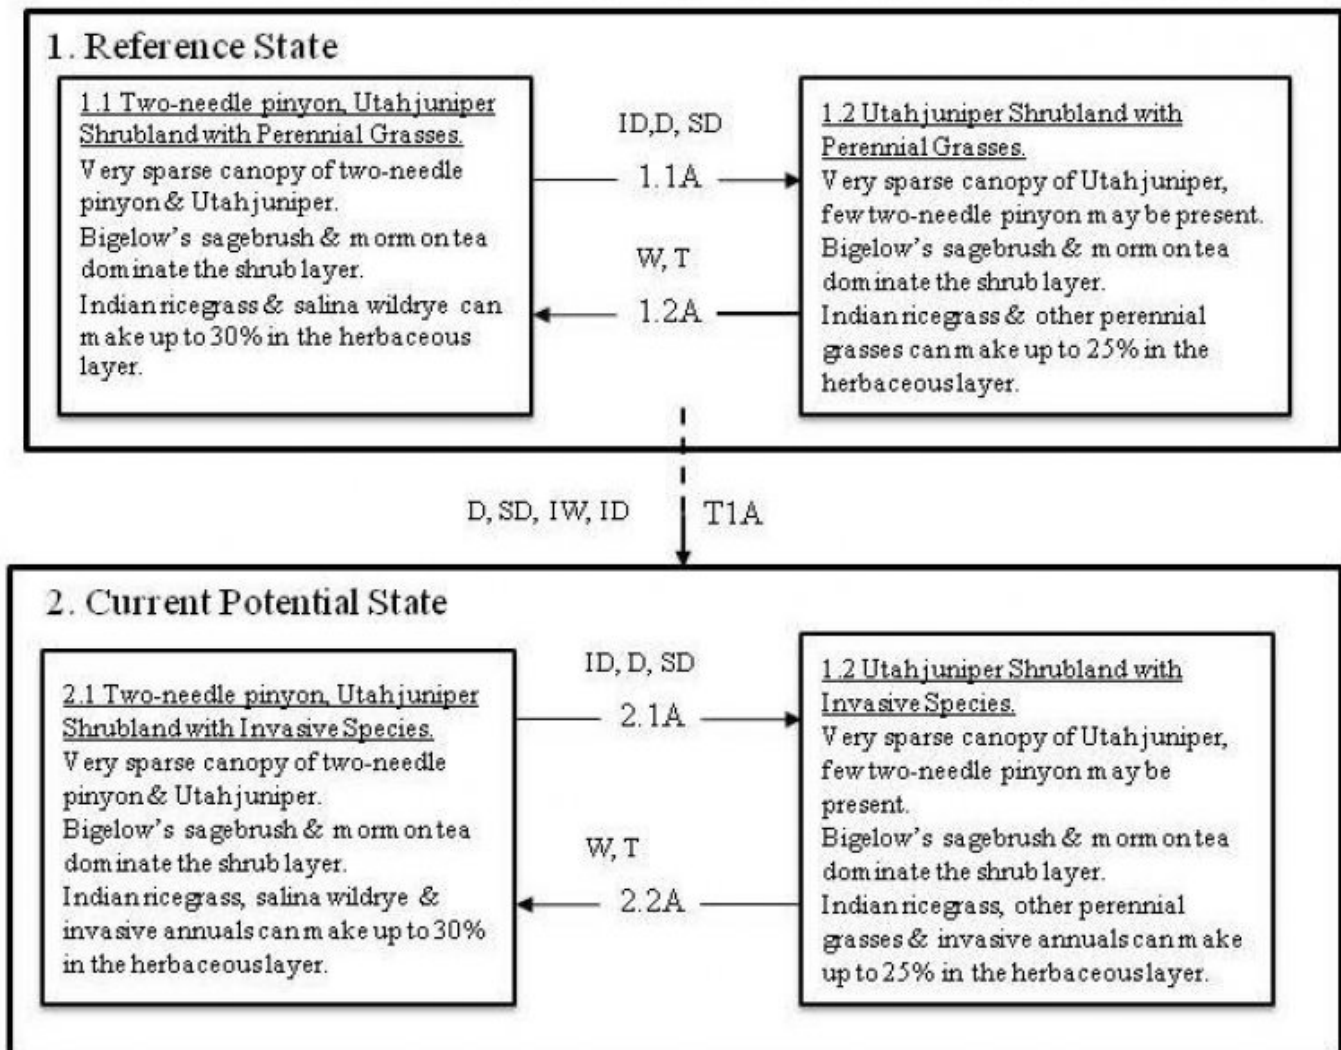 1. Reference State
1.1 Two-needle pinyon, Utah juniper
Shrubland with Perennial Grasses.
Very sparse canopy of two-needle
pinyon & Utah juniper.
Bigelow's sagebrush & mormon tea
dominate the shrub layer.
Indian ricegrass & salina wildrye can
make up to 30% in the herbaceous
layer.
ID,D, SD
1.1A
W, T
1.2A
1.2 Utah juniper Shrubland with
Perennial Grasses.
Very sparse canopy of Utah juniper,
few two-needle pinyon may be present.
Bigelow's sagebrush & mormon tea
dominate the shrub layer.
Indian ricegrass & other perennial
grasses can make up to 25% in the
herbaceous layer.
D, SD, IW, ID
T1A
2. Current Potential State
2.1 Two-needle pinyon, Utah juniper
Shrubland with Invasive Species.
Very sparse canopy of two-needle
pinyon & Utah juniper.
Bigelow's sagebrush & mormon tea
dominate the shrub layer.
Indian ricegrass, salina wildrye &
invasive annuals can make up to 30%
in the herbaceous layer.
ID, D, SD
2.1A
W, T
2.2A
1.2 Utah juniper Shrubland with
Invasive Species.
Very sparse canopy of Utah juniper,
few two-needle pinyon may be
present.
Bigelow's sagebrush & mormon tea
dominate the shrub layer.
Indian ricegrass, other perennial
grasses & invasive annuals can make
up to 25% in the herbaceous layer.